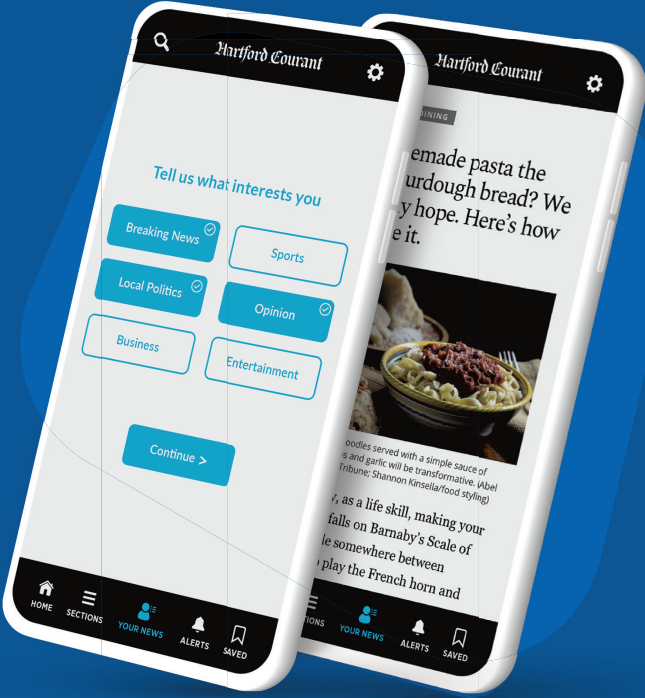 Hartford Courant
Tell us what interests you
Breaking News
Sports
Local Politics
Opinion
Business
Entertainment
Continue >
HOME
SECTIONS
YOUR NEWS
ALERTS
SAVED
Hartford Courant
DINING
emade pasta the
urdough bread? We
y hope. Here's how
e it.
oodles served with a simple sauce of
s and garlic will be transformative. (Abel
Tribune; Shannon Kinsella/food styling)
y, as a life skill, making your
falls on Barnaby's Scale of
le somewhere between
play the French horn and
IONS
YOUR NEWS
ALERTS
SAVED